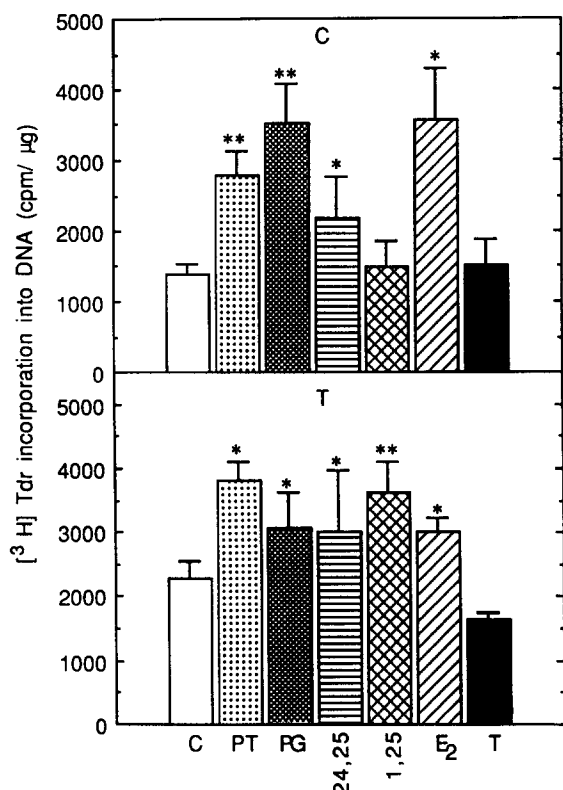 [³ H] Tdr incorporation into DNA (cpm/ µg)
C
5000
4000
3000
2000
1000
0
** ** * *
T
5000
4000
3000
2000
1000
0
* * * ** *
C PT PG 24,25 1,25 E₂ T